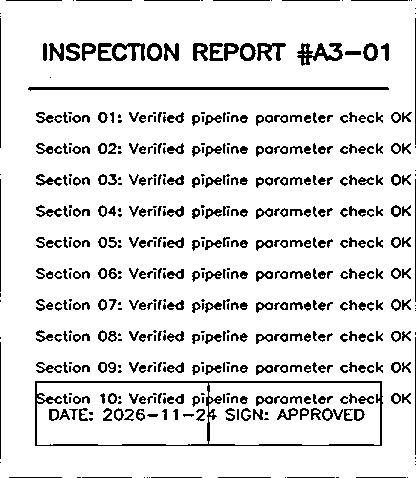 INSPECTION REPORT #A3-01
Section 01: Verified pipeline parameter check OK
Section 02: Verified pipeline parameter check OK
Section 03: Verified pipeline parameter check OK
Section 04: Verified pipeline parameter check OK
Section 05: Verified pipeline parameter check OK
Section 06: Verified pipeline parameter check OK
Section 07: Verified pipeline parameter check OK
Section 08: Verified pipeline parameter check OK
Section 09: Verified pipeline parameter check OK
Section 10: Verified pipeline parameter check OK
DATE: 2026-11-24 SIGN: APPROVED